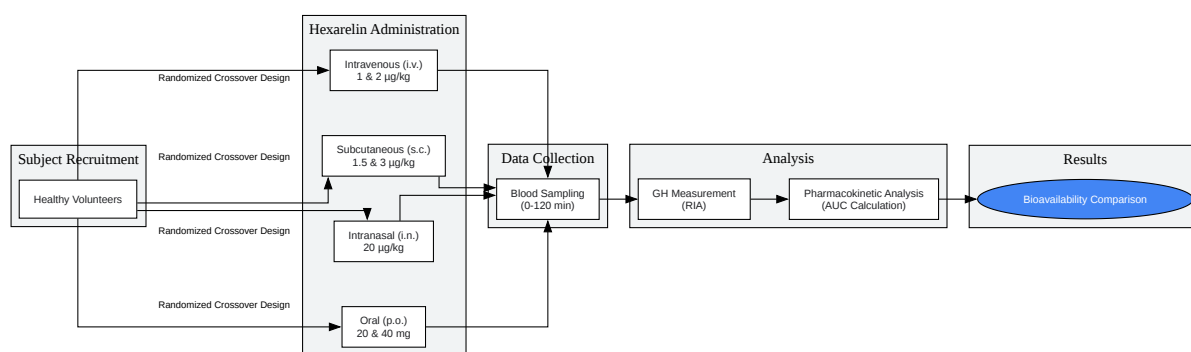 Hexarelin Administration
Intravenous (i.v.)
1 & 2 µg/kg
Randomized Crossover Design
Subcutaneous (s.c.)
1.5 & 3 µg/kg
Randomized Crossover Design
Subject Recruitment
Healthy Volunteers
Randomized Crossover Design
Intranasal (i.n.)
20 µg/kg
Randomized Crossover Design
Oral (p.o.)
20 & 40 mg
Data Collection
Blood Sampling
(0-120 min)
Analysis
GH Measurement
(RIA)
Pharmacokinetic Analysis
(AUC Calculation)
Results
Bioavailability Comparison